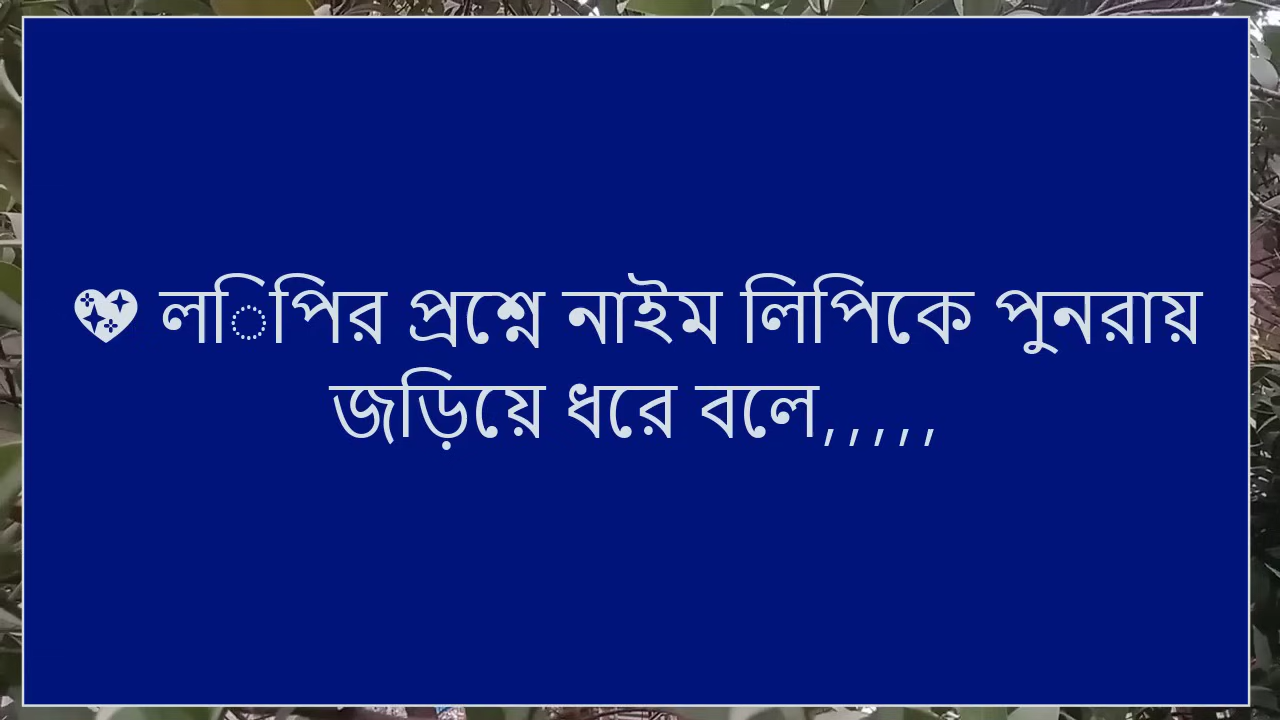 💖 লিপির প্রশ্নে নাইম লিপিকে পুনরায়
জড়িয়ে ধরে বলে,,,,,